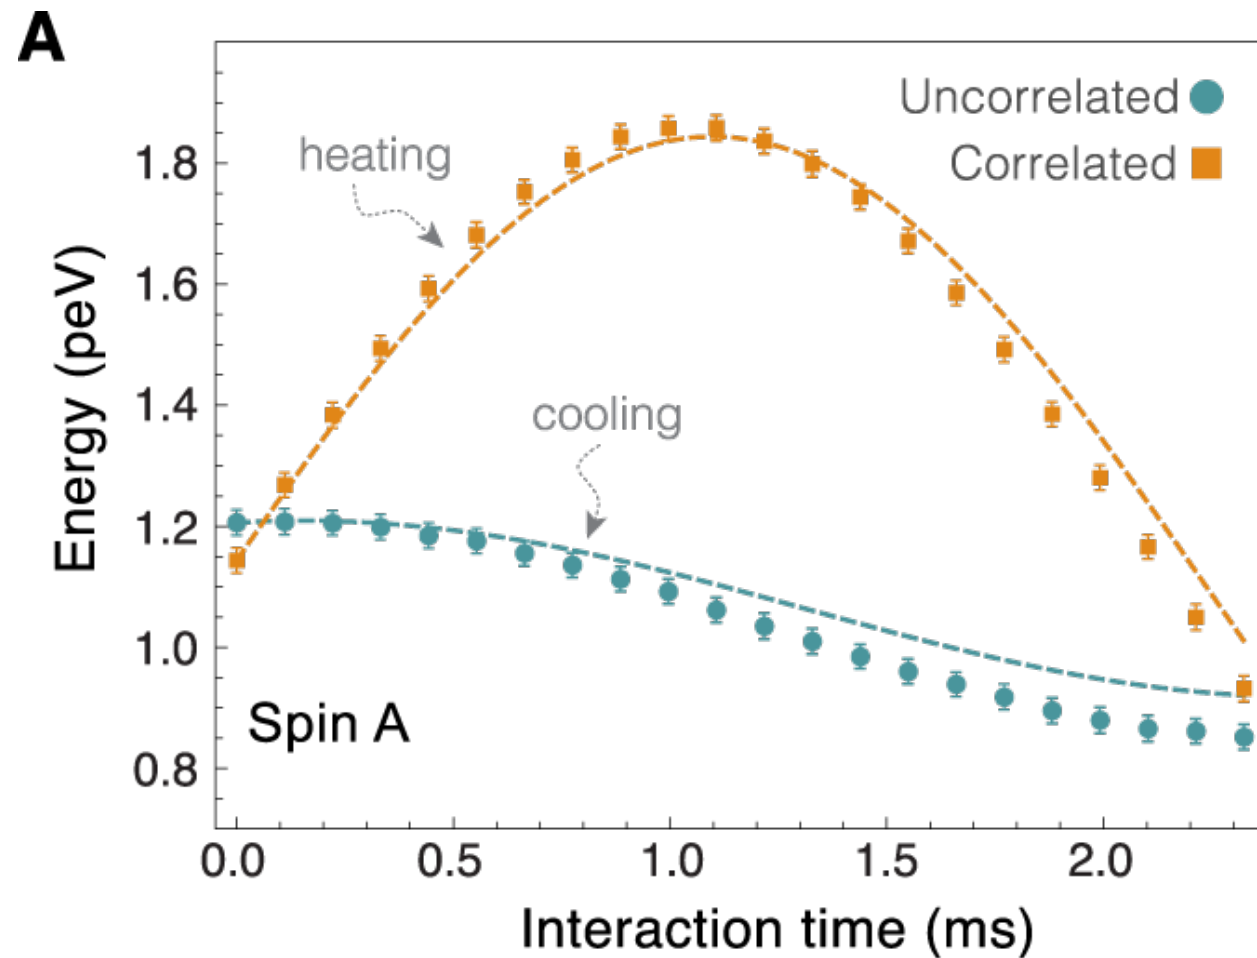 A
Uncorrelated
Correlated
heating
cooling
Spin A
Energy (peV)
1.8
1.6
1.4
1.2
1.0
0.8
0.0 0.5 1.0 1.5 2.0
Interaction time (ms)